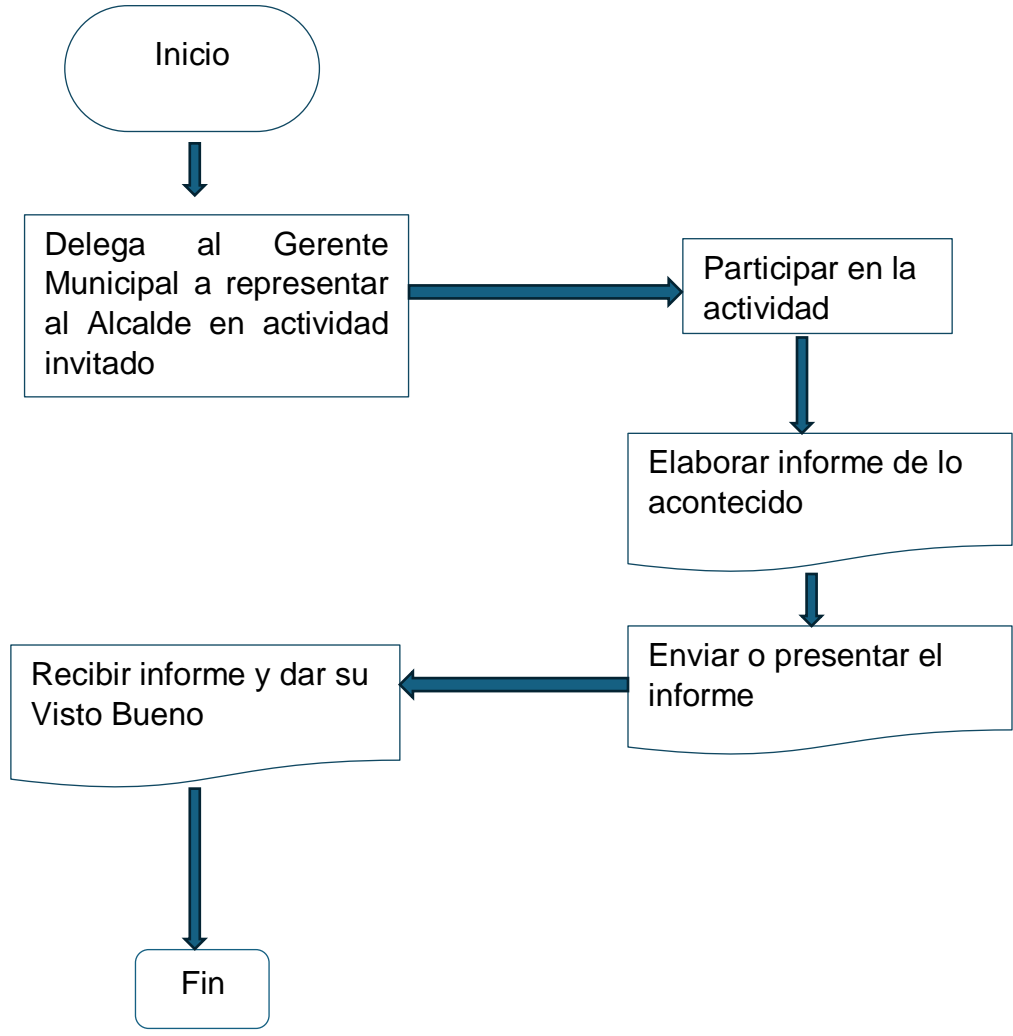 Inicio
Delega al Gerente
Municipal a representar
al Alcalde en actividad
invitado
Participar en la
actividad
Elaborar informe de lo
acontecido
Enviar o presentar el
informe
Recibir informe y dar su
Visto Bueno
Fin